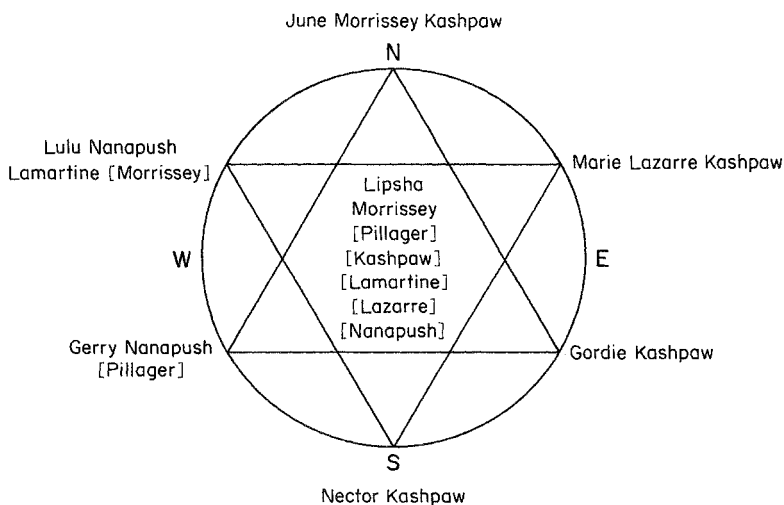 June Morrissey Kashpaw
N
Lulu Nanapush
Lamartine [Morrissey]
Marie Lazarre Kashpaw
Lipsha
Morrissey
[Pillager]
[Kashpaw]
[Lamartine]
[Lazarre]
[Nanapush]
W
E
Gerry Nanapush
[Pillager]
Gordie Kashpaw
S
Nector Kashpaw